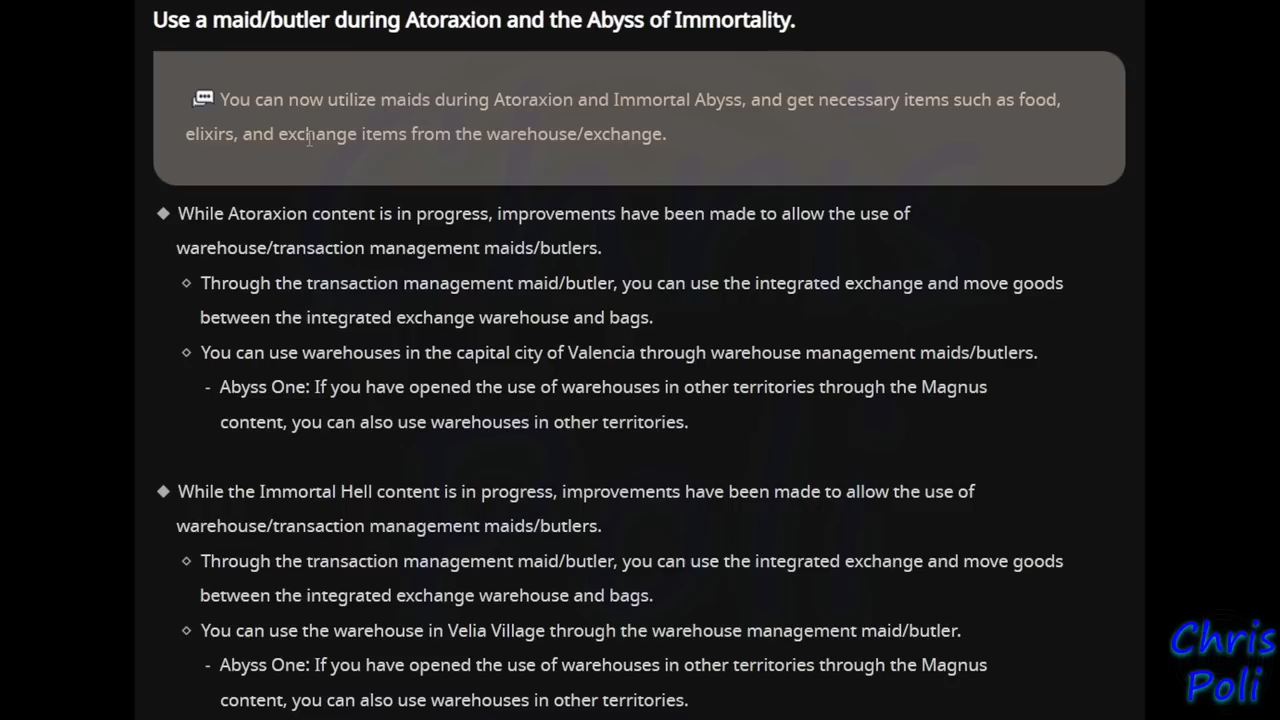 Use a maid/butler during Atoraxion and the Abyss of Immortality.
You can now utilize maids during Atoraxion and Immortal Abyss, and get necessary items such as food,
elixirs, and exchange items from the warehouse/exchange.
◆ While Atoraxion content is in progress, improvements have been made to allow the use of
warehouse/transaction management maids/butlers.
◇ Through the transaction management maid/butler, you can use the integrated exchange and move goods
between the integrated exchange warehouse and bags.
◇ You can use warehouses in the capital city of Valencia through warehouse management maids/butlers.
- Abyss One: If you have opened the use of warehouses in other territories through the Magnus
content, you can also use warehouses in other territories.
◆ While the Immortal Hell content is in progress, improvements have been made to allow the use of
warehouse/transaction management maids/butlers.
◇ Through the transaction management maid/butler, you can use the integrated exchange and move goods
between the integrated exchange warehouse and bags.
◇ You can use the warehouse in Velia Village through the warehouse management maid/butler.
- Abyss One: If you have opened the use of warehouses in other territories through the Magnus
content, you can also use warehouses in other territories.
Chris
Poli
Chris
Poli